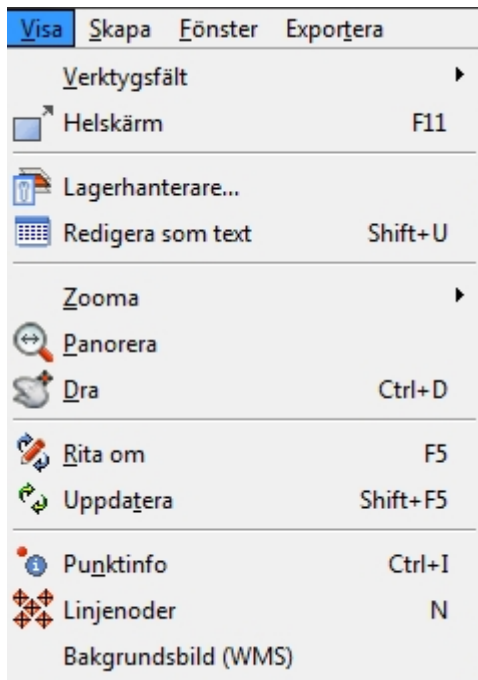 Visa Skapa Fönster Exportera
Verktygsfält
Helskärm F11
Lagerhanterare...
Redigera som text Shift+U
Zooma
Panorera
Dra Ctrl+D
Rita om F5
Uppdatera Shift+F5
Punktinfo Ctrl+I
Linjenoder N
Bakgrundsbild (WMS)